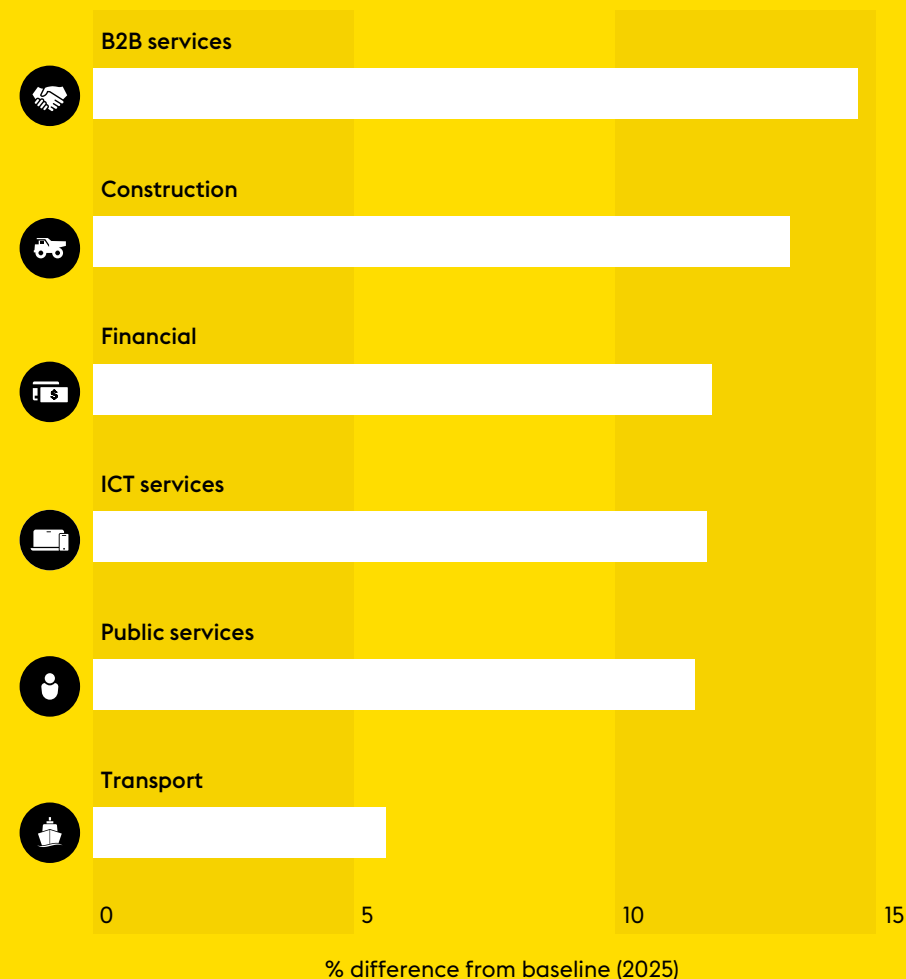 B2B services
Construction
Financial
$
ICT services
Public services
Transport
0 5 10 15
% difference from baseline (2025)